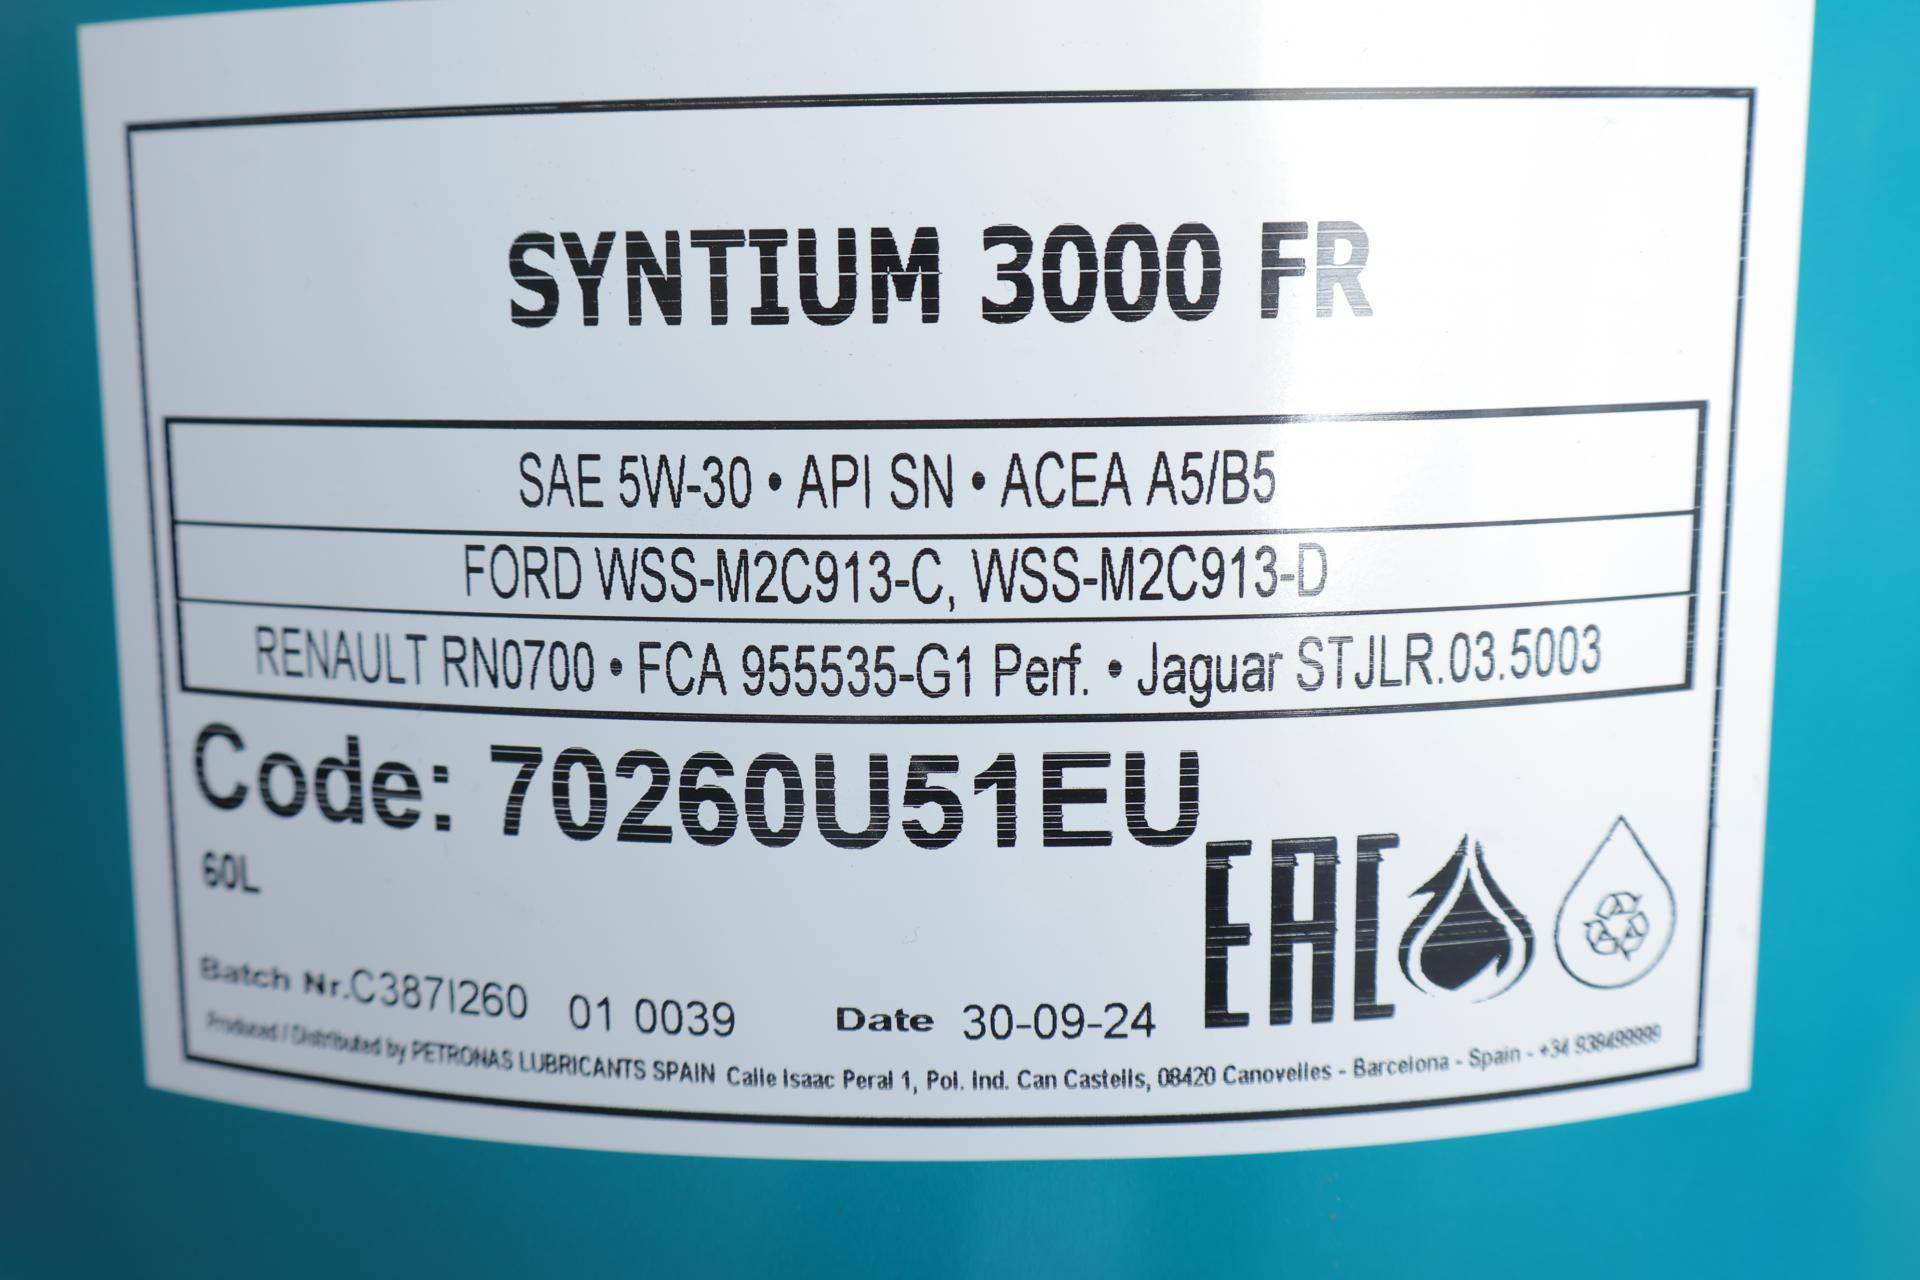 SYNTIUM 3000 FR
SAE 5W-30 • API SN • ACEA A5/B5
FORD WSS-M2C913-C, WSS-M2C913-D
RENAULT RN0700 • FCA 955535-G1 Perf. • Jaguar STJLR.03.5003
Code: 70260U51EU
60L
EAC
Batch Nr.C387I260 01 0039 Date 30-09-24
Produced / Distributed by PETRONAS LUBRICANTS SPAIN Calle Isaac Peral 1, Pol. Ind. Can Castells, 08420 Canovelles - Barcelona - Spain - +34 938499999